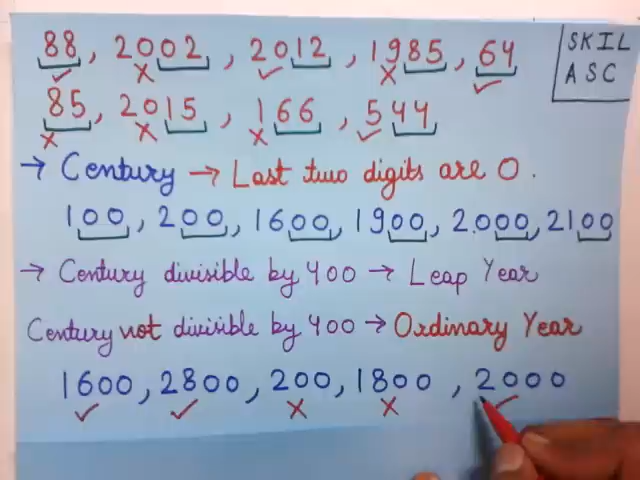 88, 2002, 2012, 1985, 64
SKIL
ASC
85, 2015, 166, 544
→ Century → Last two digits are 0.
100, 200, 1600, 1900, 2000, 2100
→ Century divisible by 400 → Leap Year
Century not divisible by 400 → Ordinary Year
1600, 2800, 200, 1800, 2000